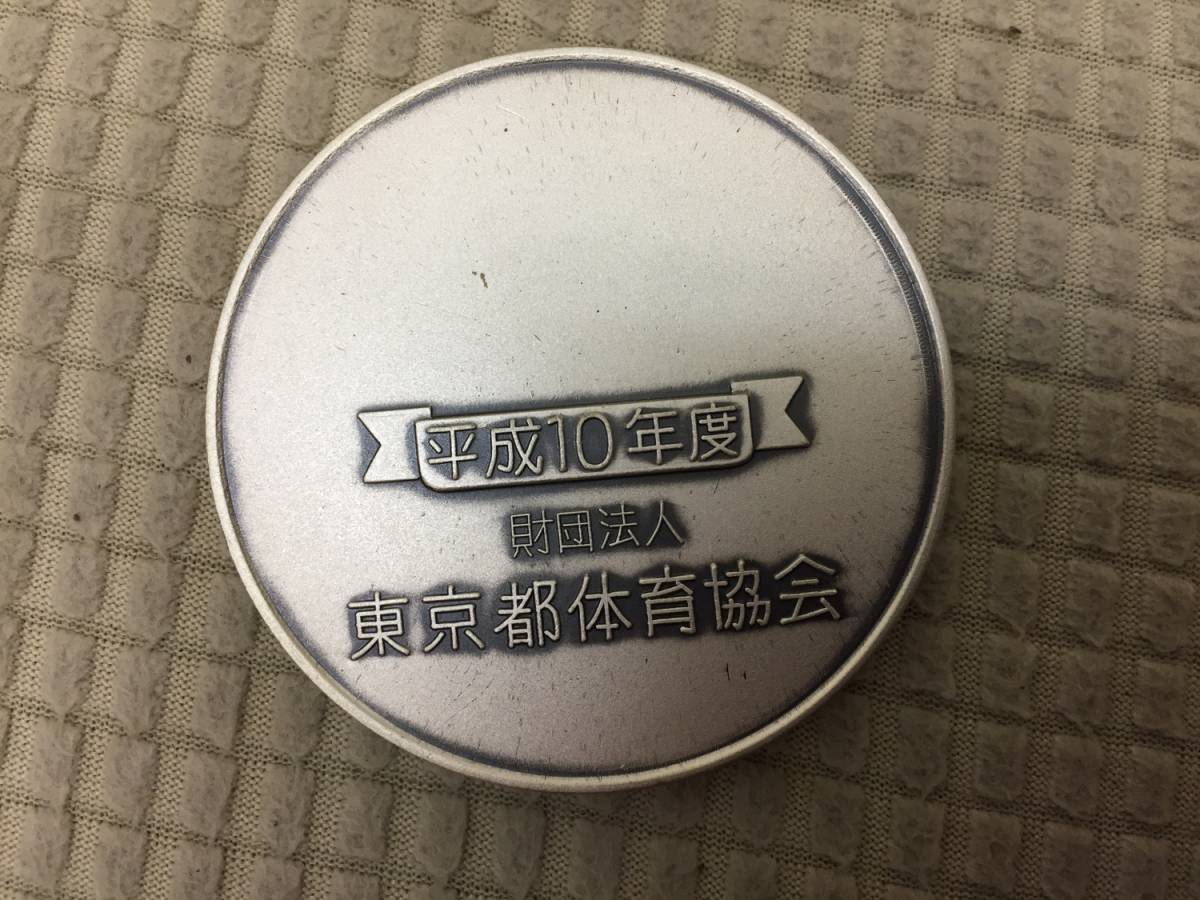 平成10年度
財団法人
東京都体育協会